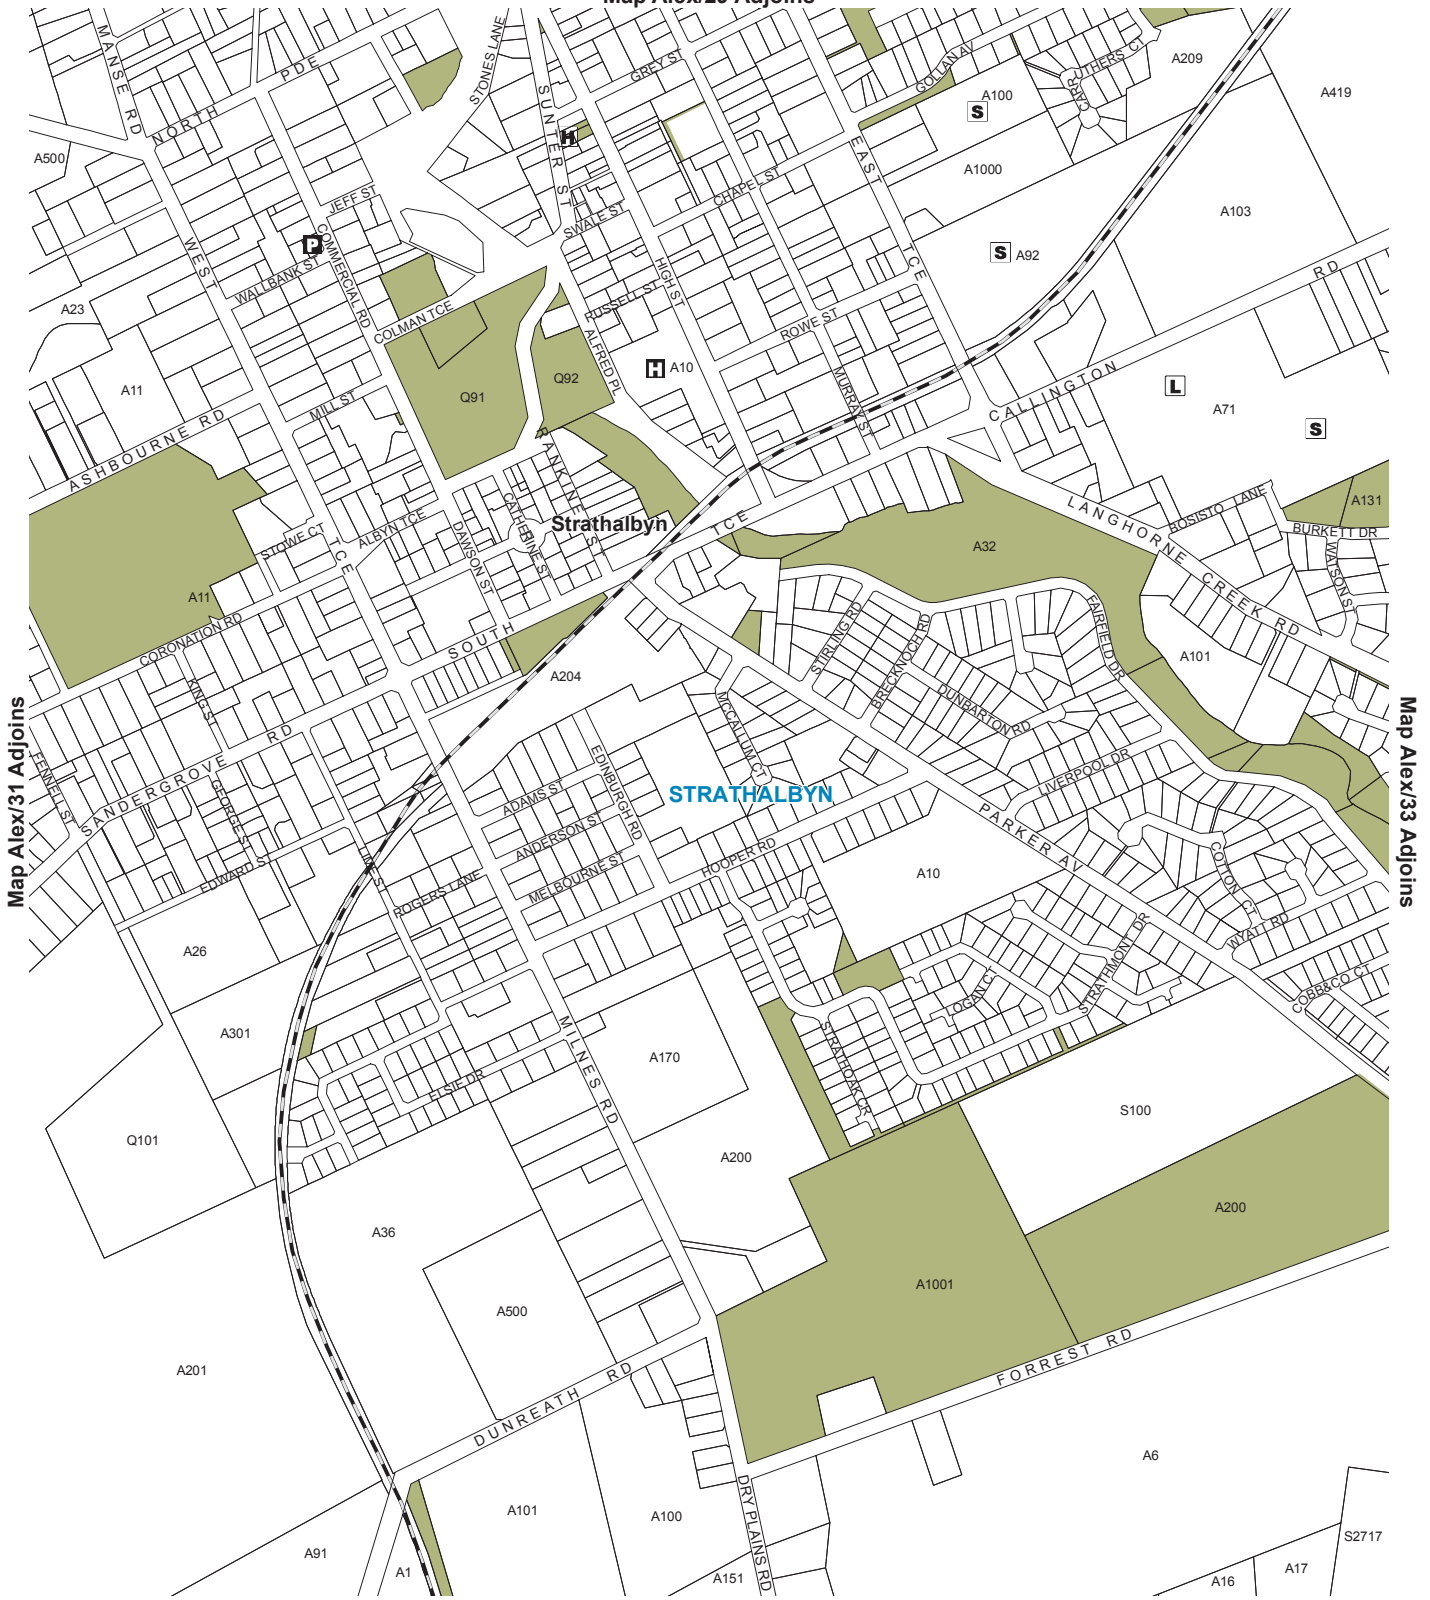 Map Alex/29 Adjoins
MANSE RD
NORTH PDE
STONES LANE
SUNTER ST
GREY ST
GOLLAN AV
CARRUTHERS CT
A209
A419
A100
S
H
A500
A1000
EAST TCE
CHAPEL ST
JEFF ST
SWALE ST
A103
P
COMMERCIAL RD
WEST TCE
WALLBANK ST
HIGH ST
S
A92
RD
A23
COLMAN TCE
RUSSELL ST
ROWE ST
ALFRED PL
H
A10
Q92
Q91
A11
MILL ST
MURRAY ST
CALLINGTON
L
A71
S
ASHBOURNE RD
RANKINE ST
CATHERINE ST
Strathalbyn
DAWSON ST
ALBYN TCE
STOWE CT
TCE
LANGHORNE CREEK RD
BOSISTO LANE
A131
BURKETT DR
WATSON ST
A32
A11
CORONATION RD
SOUTH
STIRLING RD
BRECKNOCH RD
FAIRFIELD DR
A101
A204
KING ST
DUNBARTON RD
MCCALLUM CT
Map Alex/31 Adjoins
Map Alex/33 Adjoins
FENNELL ST
SANDERGROVE RD
GEORGE ST
EDINBURGH RD
ADAMS ST
STRATHALBYN
LIVERPOOL DR
PARKER AV
ANDERSON ST
EDWARD ST
LIME ST
ROGERS LANE
MELBOURNE ST
HOOPER RD
A10
COTTON CT
WYATT RD
A26
STRATHMONT DR
LOGAN CT
COBB&CO CT
A301
MILNES RD
A170
STRATHOAK CR
ELSIE DR
S100
Q101
A200
A36
A200
A1001
A500
A201
DUNREATH RD
FORREST RD
A6
DRY PLAINS RD
A101
A100
S2717
A91
A1
A151
A16
A17